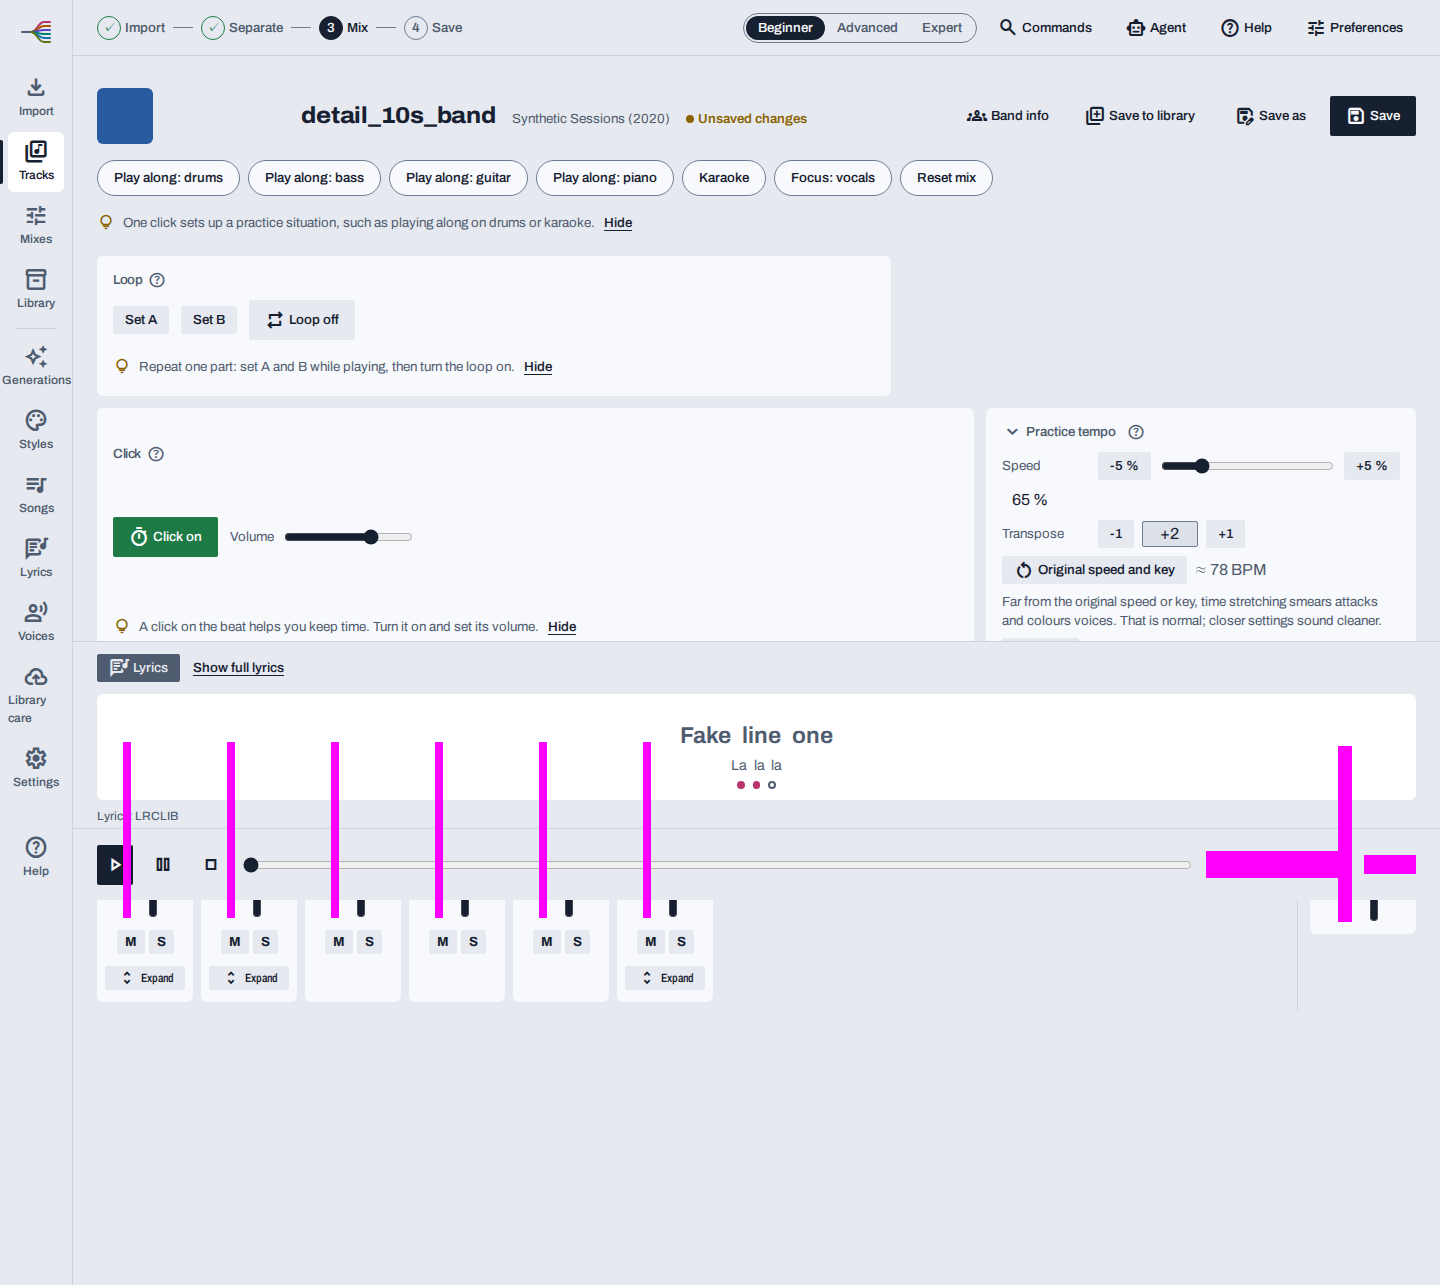 Import
Separate
3 Mix
4 Save
Beginner
Advanced
Expert
Commands
Agent
Help
Preferences
Import
Tracks
Mixes
Library
Generations
Styles
Songs
Lyrics
Voices
Library
care
Settings
Help
detail_10s_band
Synthetic Sessions (2020)
Unsaved changes
Band info
Save to library
Save as
Save
Play along: drums
Play along: bass
Play along: guitar
Play along: piano
Karaoke
Focus: vocals
Reset mix
One click sets up a practice situation, such as playing along on drums or karaoke. Hide
Loop
Set A
Set B
Loop off
Repeat one part: set A and B while playing, then turn the loop on. Hide
Click
Click on
Volume
A click on the beat helps you keep time. Turn it on and set its volume. Hide
Practice tempo
Speed
-5 %
+5 %
65 %
Transpose
-1
+2
+1
Original speed and key
≈ 78 BPM
Far from the original speed or key, time stretching smears attacks
and colours voices. That is normal; closer settings sound cleaner.
Lyrics
Show full lyrics
Fake line one
La la la
LRCLIB
M S
M S
M S
M S
M S
M S
Expand
Expand
Expand